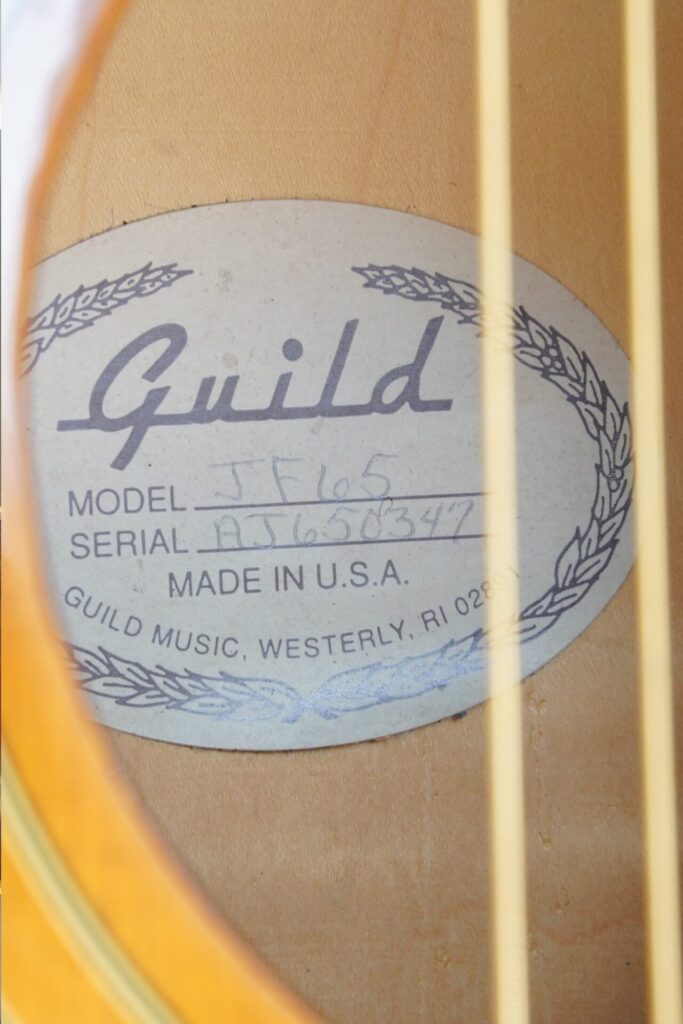 Guild
MODEL JF65
SERIAL AJ650347
MADE IN U.S.A.
GUILD MUSIC, WESTERLY, RI